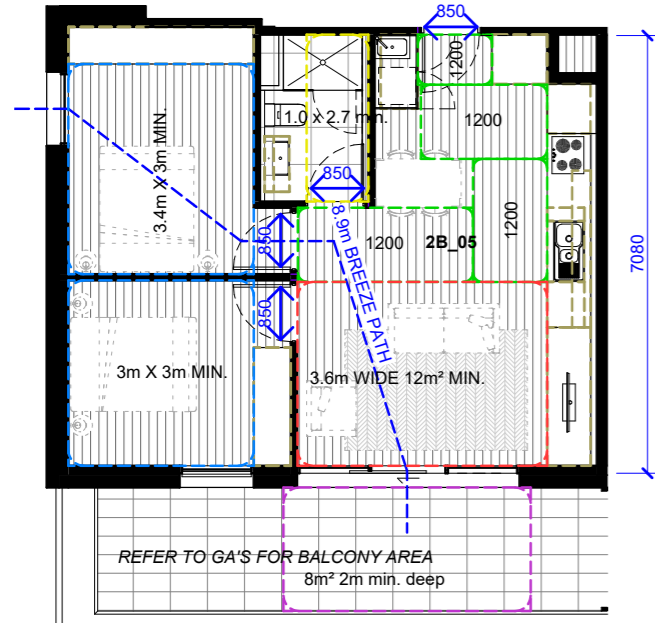 850
1200
1200
1.0 x 2.7 min.
3.4m X 3m MIN.
850
1200
850
8.9m BREEZE PATH
1200
2B_05
7080
850
3m X 3m MIN.
3.6m WIDE 12m² MIN.
REFER TO GA'S FOR BALCONY AREA
8m² 2m min. deep